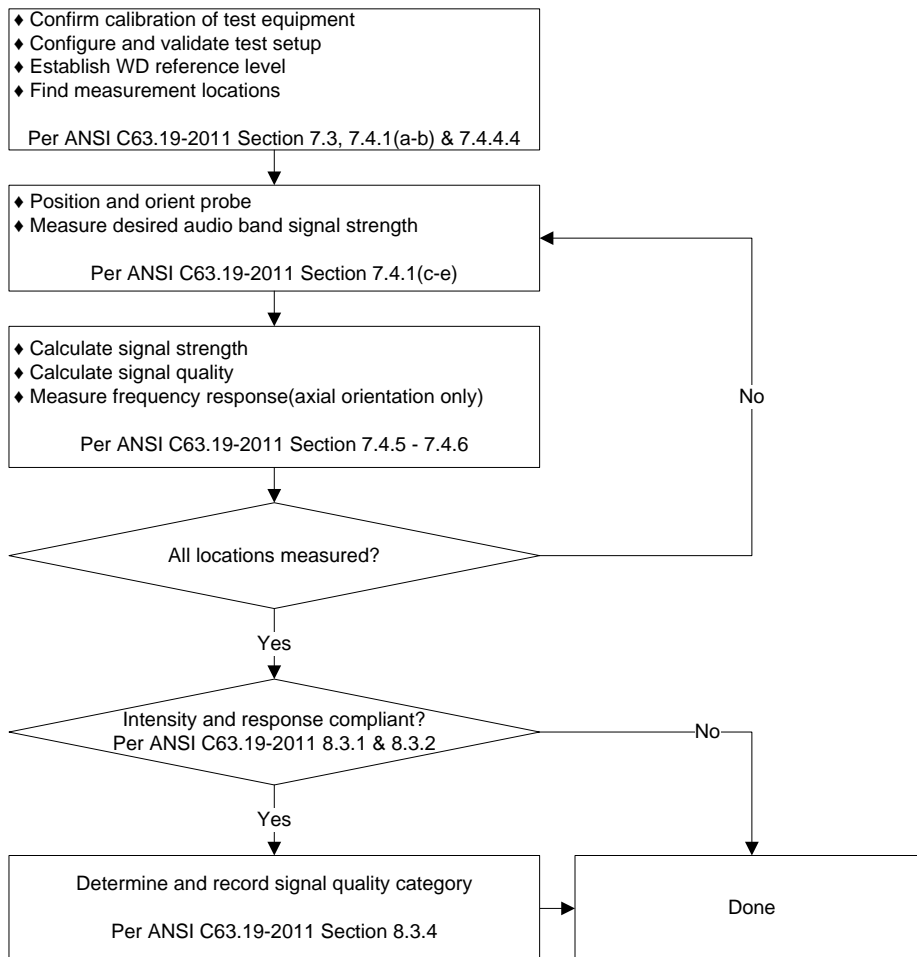 ♦ Confirm calibration of test equipment
♦ Configure and validate test setup
♦ Establish WD reference level
♦ Find measurement locations
Per ANSI C63.19-2011 Section 7.3, 7.4.1(a-b) & 7.4.4.4
♦ Position and orient probe
♦ Measure desired audio band signal strength
Per ANSI C63.19-2011 Section 7.4.1(c-e)
♦ Calculate signal strength
♦ Calculate signal quality
♦ Measure frequency response(axial orientation only)
Per ANSI C63.19-2011 Section 7.4.5 - 7.4.6
No
All locations measured?
Yes
Intensity and response compliant?
Per ANSI C63.19-2011 8.3.1 & 8.3.2
No
Yes
Determine and record signal quality category
Per ANSI C63.19-2011 Section 8.3.4
Done